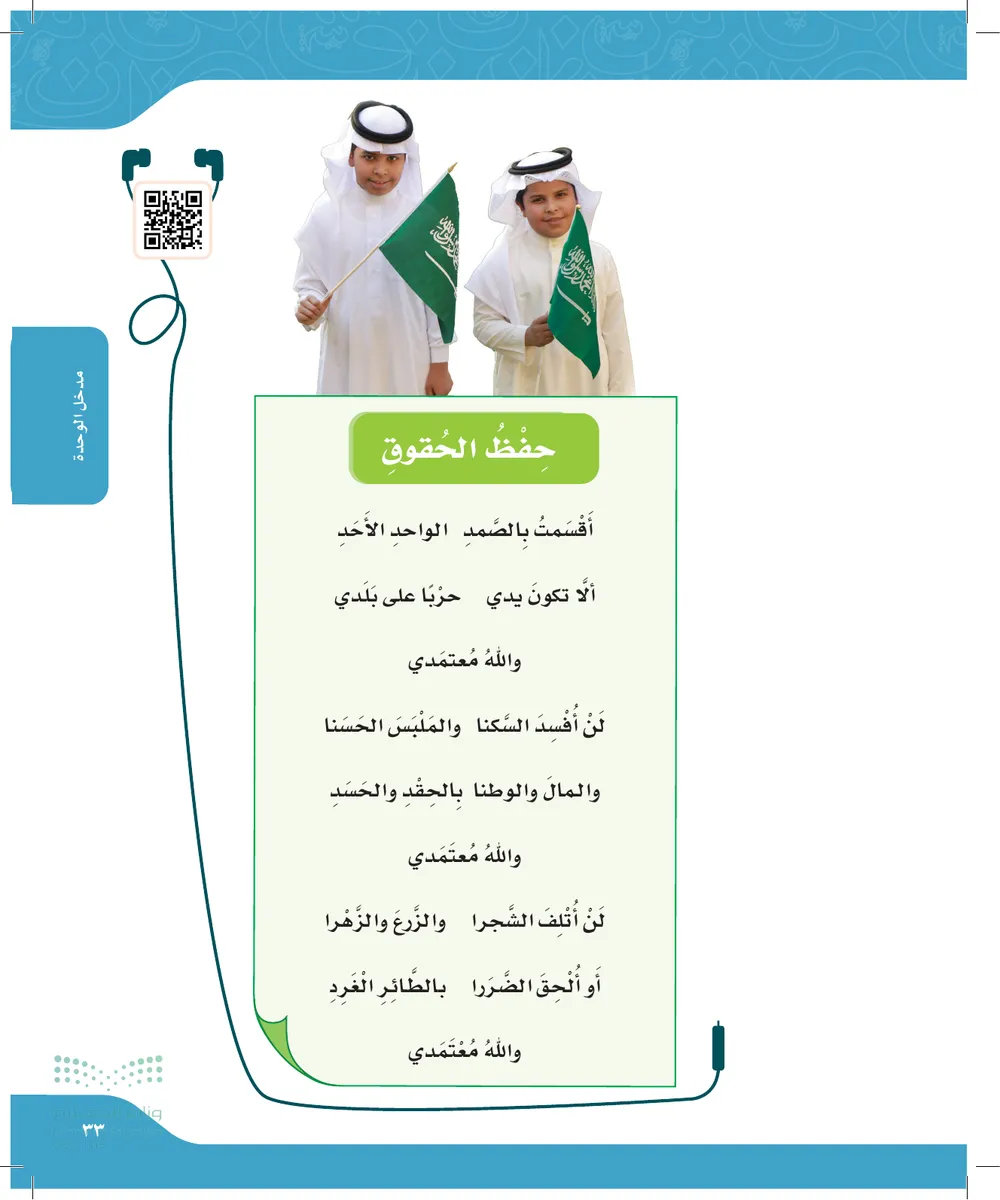 مدخل الوحدة
حِفْظُ الحُقوقِ
أَقْسَمتُ بِالصَّمدِ الواحدِ الأَحَدِ
ألَّا تكونَ يدي حرْبًا على بَلَدي
واللهُ مُعتمَدي
لَنْ أُفْسِدَ السَّكنا والمَلْبَسَ الحَسَنا
والمالَ والوطنا بِالحِقْدِ والحَسَدِ
واللهُ مُعتَمَدي
لَنْ أُتْلِفَ الشَّجرا والزَّرعَ والزَّهْرا
أَو أُلْحِقَ الضَّرَرا بالطَّائِرِ الْغَرِدِ
واللهُ مُعْتَمَدي
٣٣